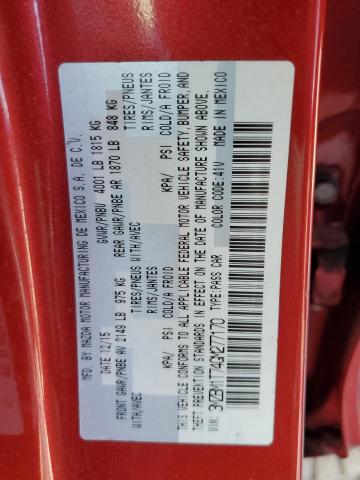 MFD. BY MAZDA MOTOR MANUFACTURING DE MEXICO S.A. DE C.V.
DATE 12/15 GVWR/PNBV 4001 LB 1815 KG
FRONT GAWR/PNBE AV 2149 LB 975 KG REAR GAWR/PNBE AR 1870 LB 848 KG
WITH/AVEC TIRES/PNEUS WITH/AVEC TIRES/PNEUS
RIMS/JANTES RIMS/JANTES
KPA/ PSI COLD/A FROID KPA/ PSI COLD/A FROID
THIS VEHICLE CONFORMS TO ALL APPLICABLE FEDERAL MOTOR VEHICLE SAFETY, BUMPER, AND
THEFT PREVENTION STANDARDS IN EFFECT ON THE DATE OF MANUFACTURE SHOWN ABOVE.
VIN: 3MZBM1T74GM277170 TYPE:PASS CAR COLOR CODE:41V MADE IN MEXICO